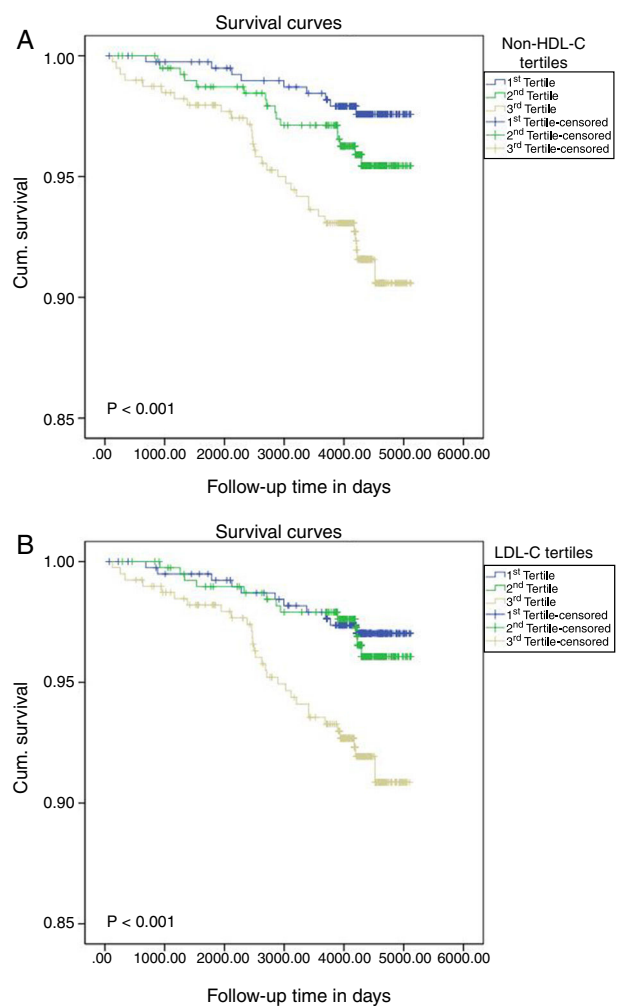 A
Survival curves
Non-HDL-C
tertiles
1st Tertile
2nd Tertile
3rd Tertile
1st Tertile-censored
2nd Tertile-censored
3rd Tertile-censored
1.00
0.95
0.90
0.85
Cum. survival
P < 0.001
.00 1000.00 2000.00 3000.00 4000.00 5000.00 6000.00
Follow-up time in days
B
Survival curves
LDL-C tertiles
1st Tertile
2nd Tertile
3rd Tertile
1st Tertile-censored
2nd Tertile-censored
3rd Tertile-censored
1.00
0.95
0.90
0.85
Cum. survival
P < 0.001
.00 1000.00 2000.00 3000.00 4000.00 5000.00 6000.00
Follow-up time in days